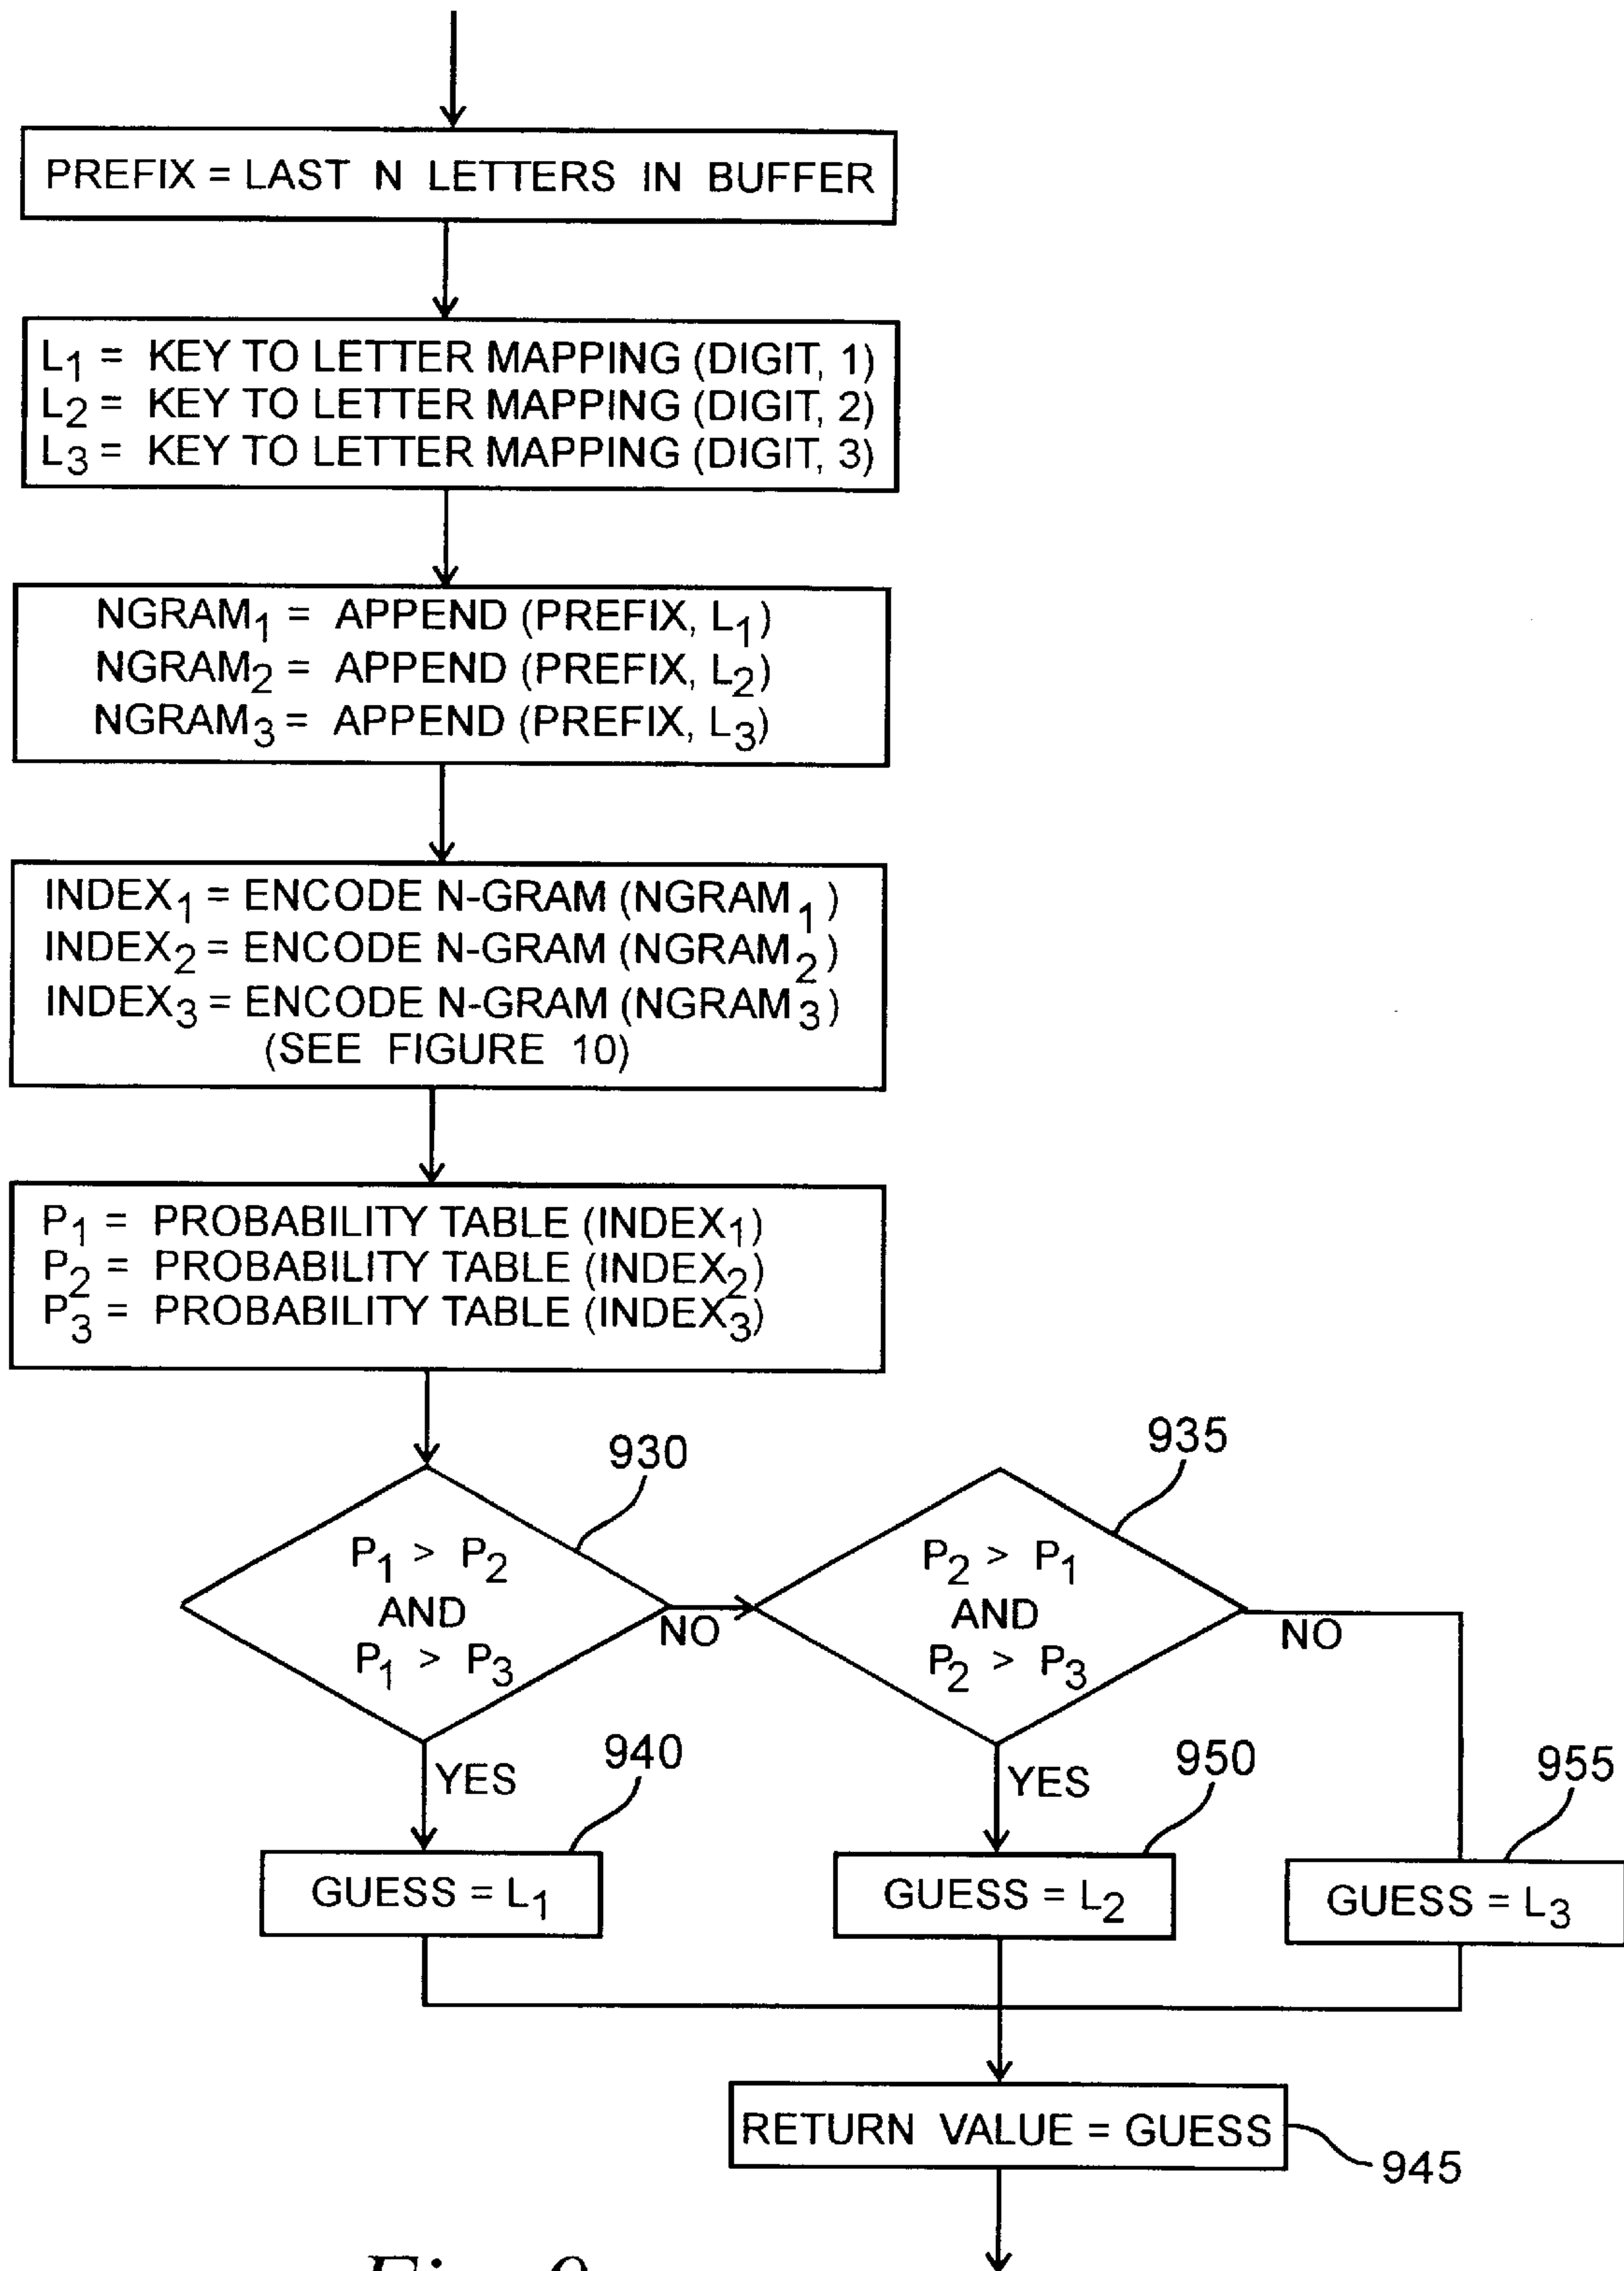 PREFIX = LAST N LETTERS IN BUFFER
L1 = KEY TO LETTER MAPPING (DIGIT, 1)
L2 = KEY TO LETTER MAPPING (DIGIT, 2)
L3 = KEY TO LETTER MAPPING (DIGIT, 3)
NGRAM1 = APPEND (PREFIX, L1)
NGRAM2 = APPEND (PREFIX, L2)
NGRAM3 = APPEND (PREFIX, L3)
INDEX1 = ENCODE N-GRAM (NGRAM1)
INDEX2 = ENCODE N-GRAM (NGRAM2)
INDEX3 = ENCODE N-GRAM (NGRAM3)
(SEE FIGURE 10)
P1 = PROBABILITY TABLE (INDEX1)
P2 = PROBABILITY TABLE (INDEX2)
P3 = PROBABILITY TABLE (INDEX3)
930
P1 > P2
AND
P1 > P3
NO
YES
935
P2 > P1
AND
P2 > P3
NO
YES
940
GUESS = L1
950
GUESS = L2
955
GUESS = L3
RETURN VALUE = GUESS
945